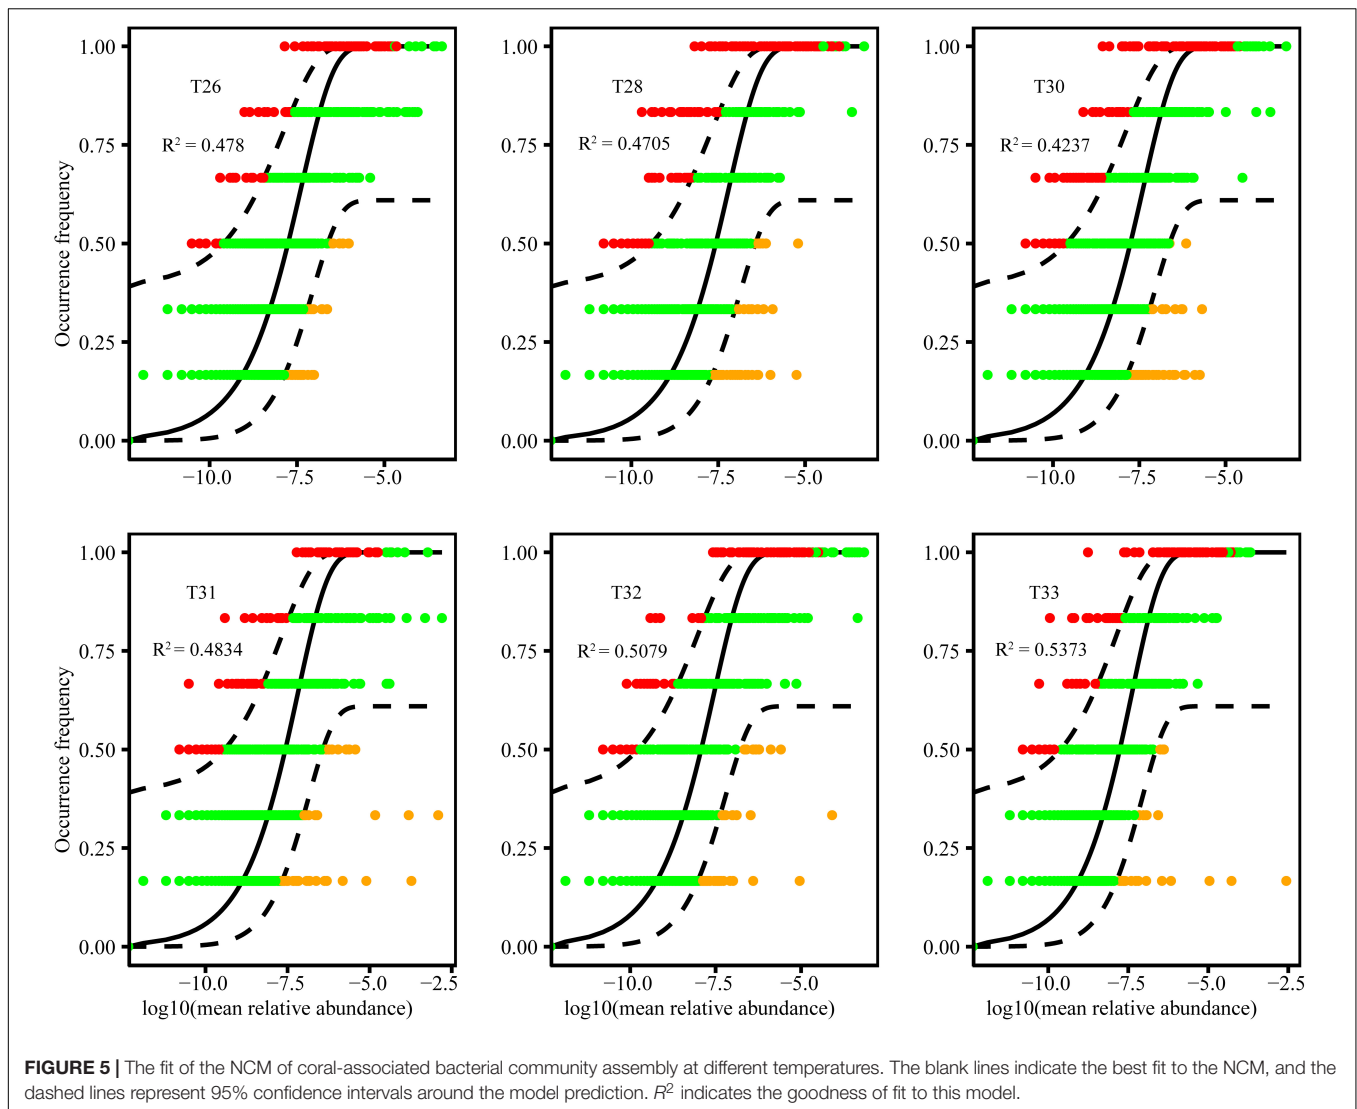 1.00
0.75
0.50
0.25
0.00
Occurrence frequency
T26
R² = 0.478
−10.0 −7.5 −5.0
1.00
0.75
0.50
0.25
0.00
T28
R² = 0.4705
−10.0 −7.5 −5.0
1.00
0.75
0.50
0.25
0.00
T30
R² = 0.4237
−10.0 −7.5 −5.0
1.00
0.75
0.50
0.25
0.00
Occurrence frequency
T31
R² = 0.4834
−10.0 −7.5 −5.0 −2.5
log10(mean relative abundance)
1.00
0.75
0.50
0.25
0.00
T32
R² = 0.5079
−10.0 −7.5 −5.0
log10(mean relative abundance)
1.00
0.75
0.50
0.25
0.00
T33
R² = 0.5373
−10.0 −7.5 −5.0 −2.5
log10(mean relative abundance)
FIGURE 5 | The fit of the NCM of coral-associated bacterial community assembly at different temperatures. The blank lines indicate the best fit to the NCM, and the
dashed lines represent 95% confidence intervals around the model prediction. R² indicates the goodness of fit to this model.